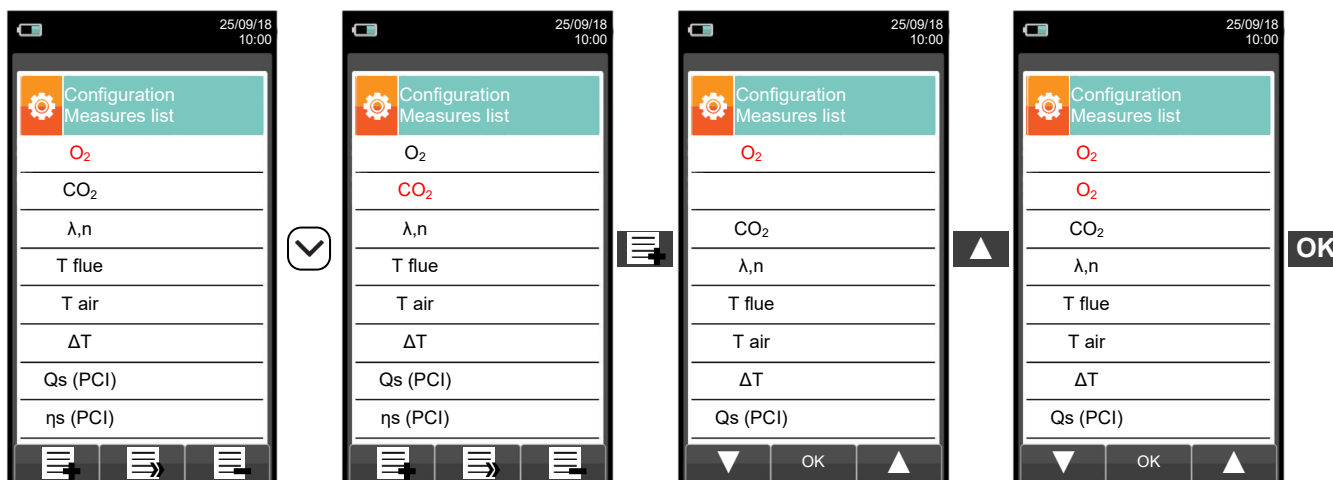 25/09/18
10:00
Configuration
Measures list
O₂
CO₂
λ,n
T flue
T air
ΔT
Qs (PCI)
ηs (PCI)
25/09/18
10:00
Configuration
Measures list
O₂
CO₂
λ,n
T flue
T air
ΔT
Qs (PCI)
ηs (PCI)
25/09/18
10:00
Configuration
Measures list
O₂
CO₂
λ,n
T flue
T air
ΔT
Qs (PCI)
OK
25/09/18
10:00
Configuration
Measures list
O₂
O₂
CO₂
λ,n
T flue
T air
ΔT
Qs (PCI)
OK
OK